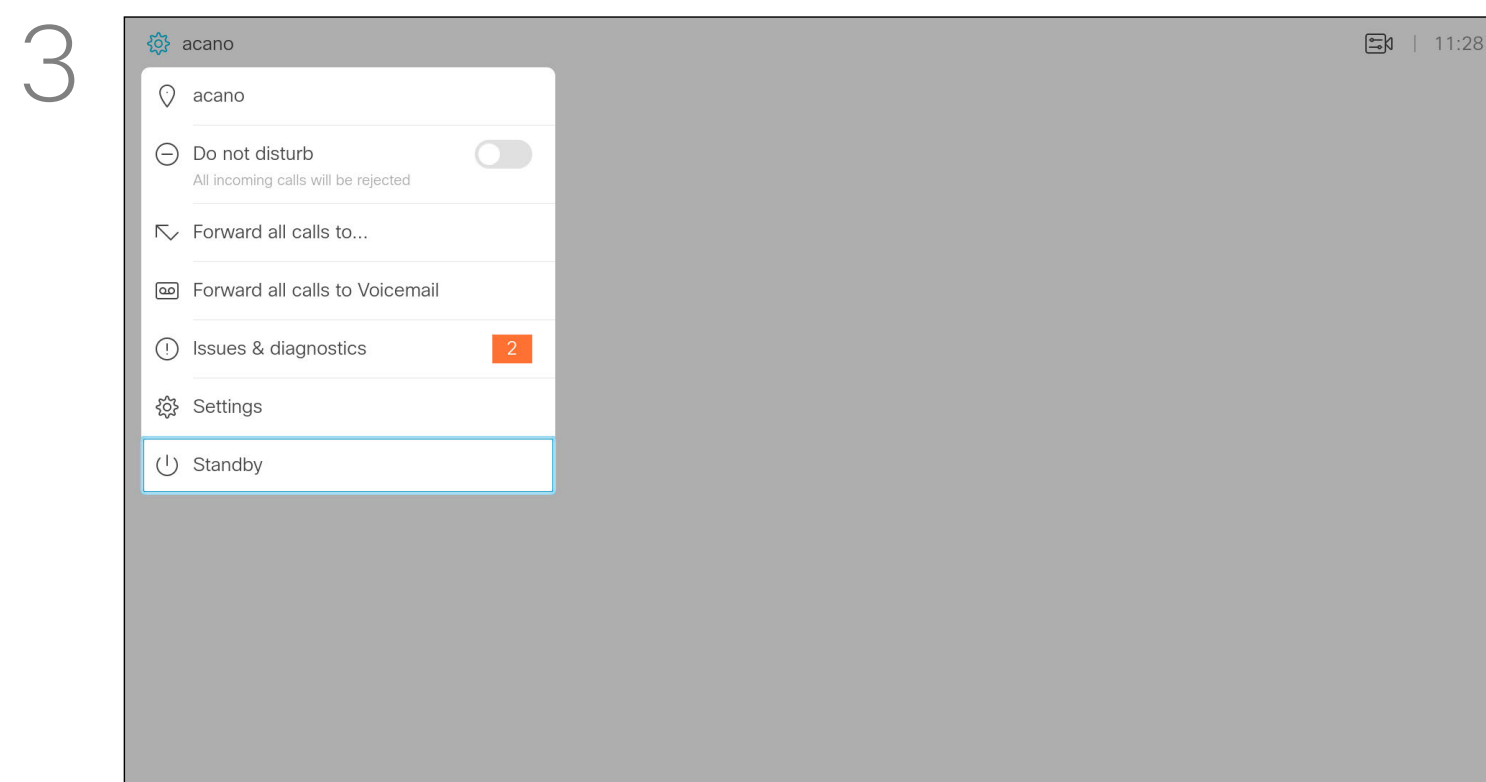 3
acano
11:28
acano
Do not disturb
All incoming calls will be rejected
Forward all calls to...
Forward all calls to Voicemail
Issues & diagnostics 2
Settings
Standby